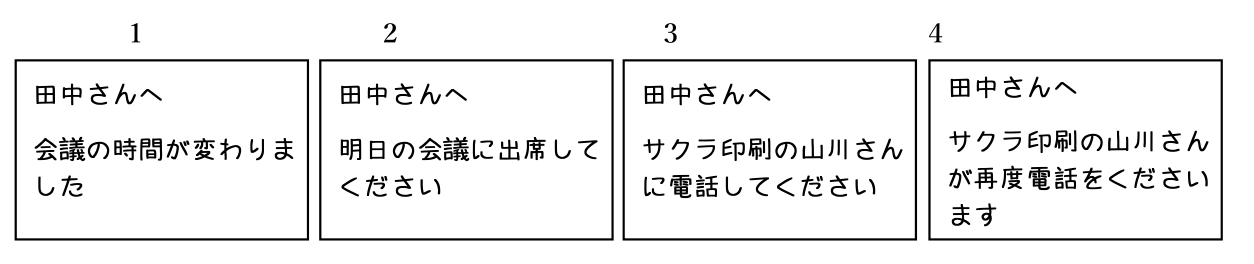 1
2
3
4
田中さんへ
会議の時間が変わりま
した
田中さんへ
明日の会議に出席して
ください
田中さんへ
サクラ印刷の山川さん
に電話してください
田中さんへ
サクラ印刷の山川さん
が再度電話をください
ます